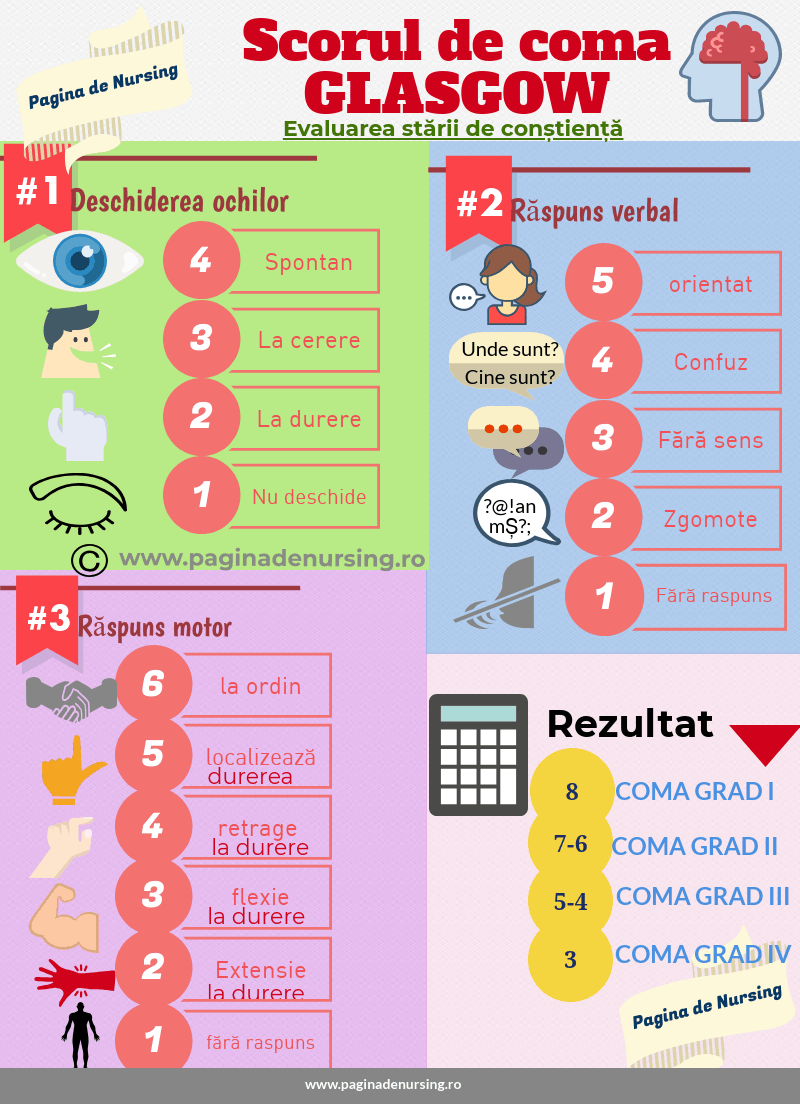 Pagina de Nursing
Scorul de coma
GLASGOW
Evaluarea stării de conștiență
#1
Deschiderea ochilor
4
Spontan
3
La cerere
2
La durere
1
Nu deschide
© www.paginadenursing.ro
#2
Răspuns verbal
5
orientat
Unde sunt?
Cine sunt?
4
Confuz
3
Fără sens
?@!an
mȘ?;
2
Zgomote
1
Fără raspuns
#3
Răspuns motor
6
la ordin
5
localizează
durerea
4
retrage
la durere
3
flexie
la durere
2
Extensie
la durere
1
fără raspuns
Rezultat
8
COMA GRAD I
7-6
COMA GRAD II
5-4
COMA GRAD III
3
COMA GRAD IV
Pagina de Nursing
www.paginadenursing.ro